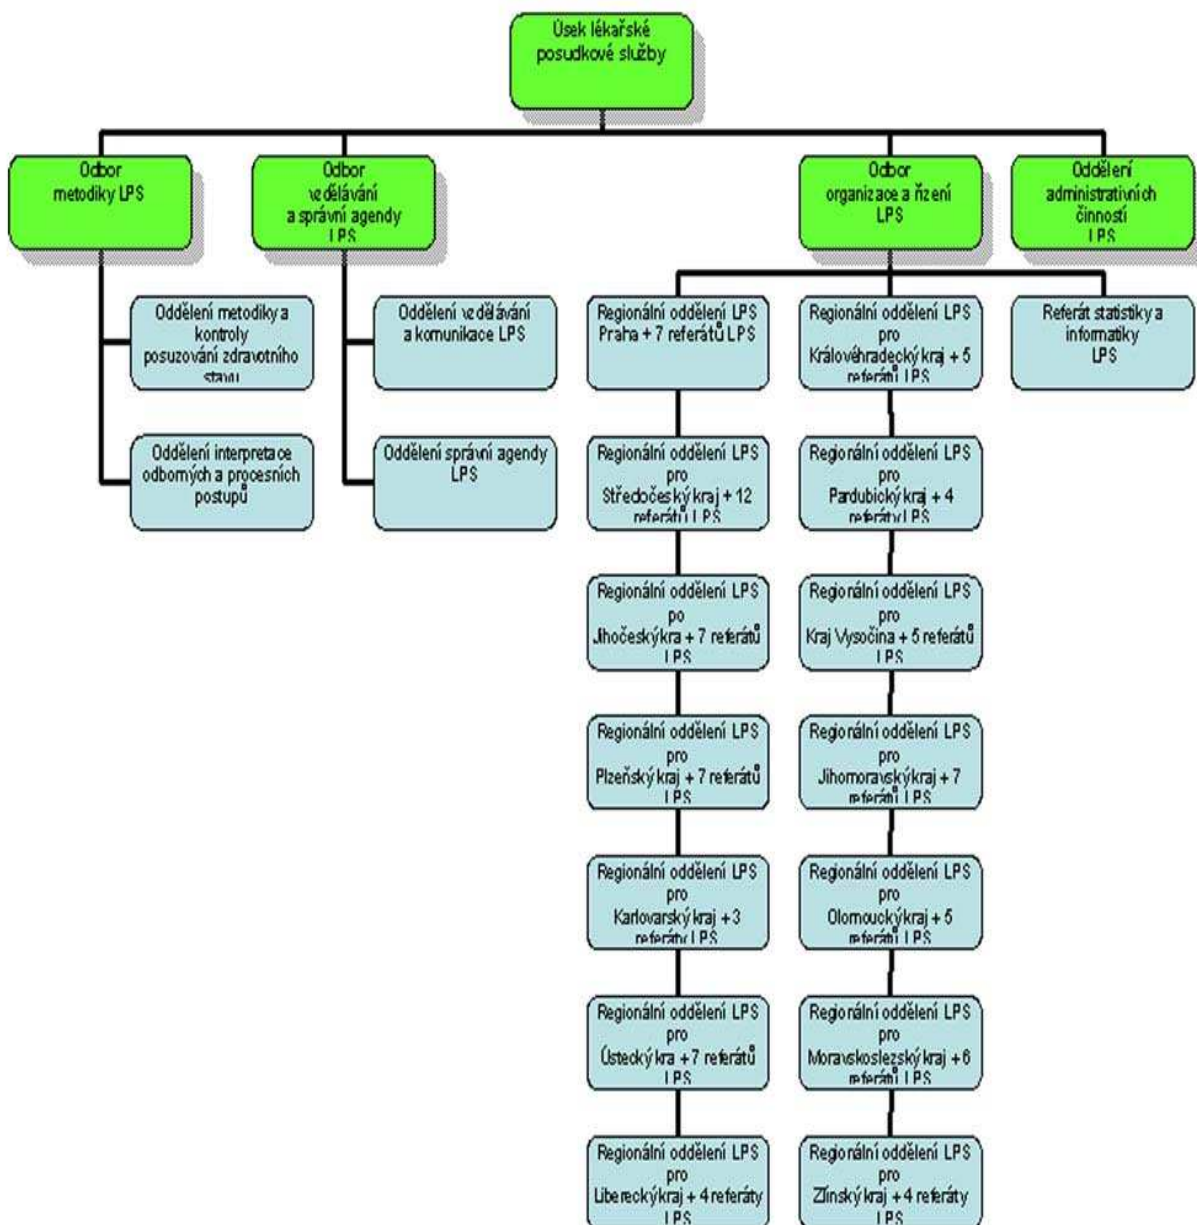 Úsek lékařské
posudkové služby
Odbor
metodiky LPS
Odbor
vzdělávání
a správní agendy
LPS
Odbor
organizace a řízení
LPS
Oddělení
administrativních
činností
LPS
Oddělení metodiky a
kontroly
posuzování zdravotního
stavu
Oddělení vzdělávání
a komunikace LPS
Regionální oddělení LPS
Praha + 7 referátů LPS
Regionální oddělení LPS
pro
Královéhradecký kraj + 5
referátů LPS
Referát statistiky a
informatiky
LPS
Oddělení interpretace
odborných a procesních
postupů
Oddělení správní agendy
LPS
Regionální oddělení LPS
pro
Středočeský kraj + 12
referátů LPS
Regionální oddělení LPS
pro
Pardubický kraj + 4
referáty LPS
Regionální oddělení LPS
po
Jihočeský kra + 7 referátů
LPS
Regionální oddělení LPS
pro
Kraj Vysočina + 5 referátů
LPS
Regionální oddělení LPS
pro
Plzeňský kraj + 7 referátů
LPS
Regionální oddělení LPS
pro
Jihomoravský kraj + 7
referátů LPS
Regionální oddělení LPS
pro
Karlovarský kraj + 3
referáty LPS
Regionální oddělení LPS
pro
Olomoucký kraj + 5
referátů LPS
Regionální oddělení LPS
pro
Ústecký kra + 7 referátů
LPS
Regionální oddělení LPS
pro
Moravskoslezský kraj + 6
referátů LPS
Regionální oddělení LPS
pro
Liberecký kraj + 4 referáty
LPS
Regionální oddělení LPS
pro
Zlínský kraj + 4 referáty
LPS